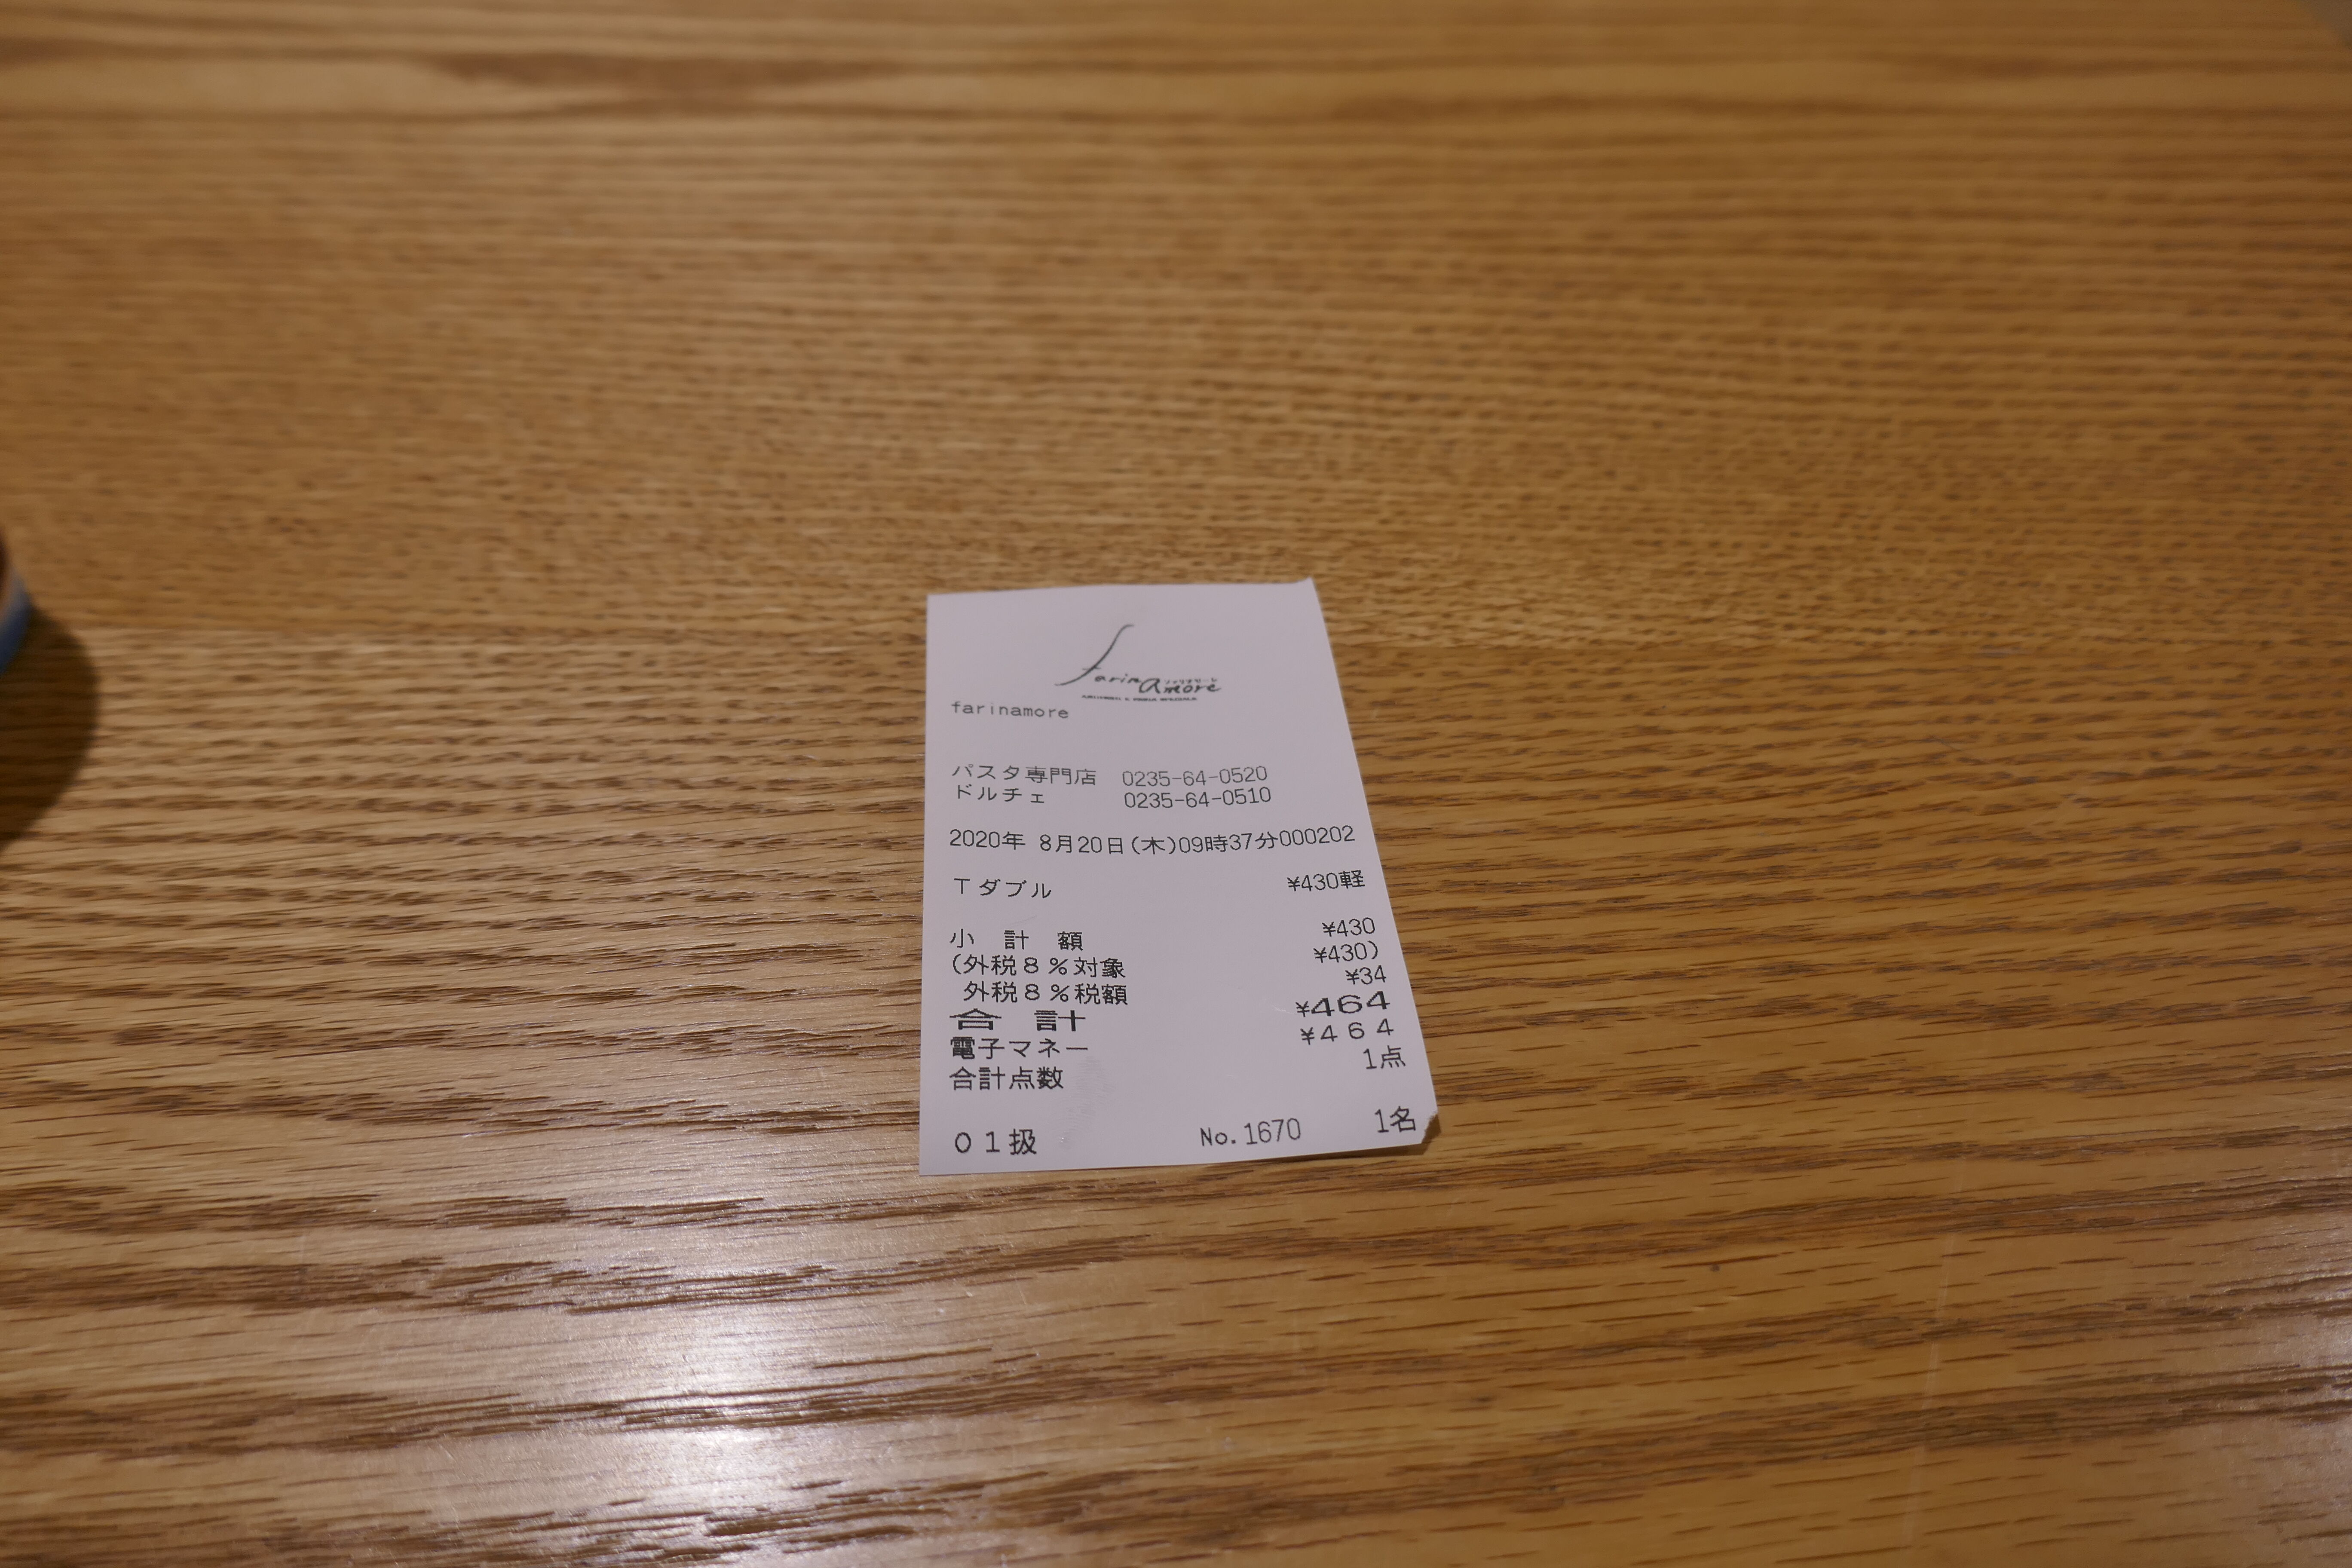 farinamore
farinamore
パスタ専門店 0235-64-0520
ドルチェ 0235-64-0510
2020年 8月20日(木)09時37分000202
Tダブル ¥430軽
小 計 額 ¥430
(外税8%対象 ¥430)
外税8%税額 ¥34
合 計 ¥464
電子マネー ¥464
合計点数 1点
01扱 No.1670 1名